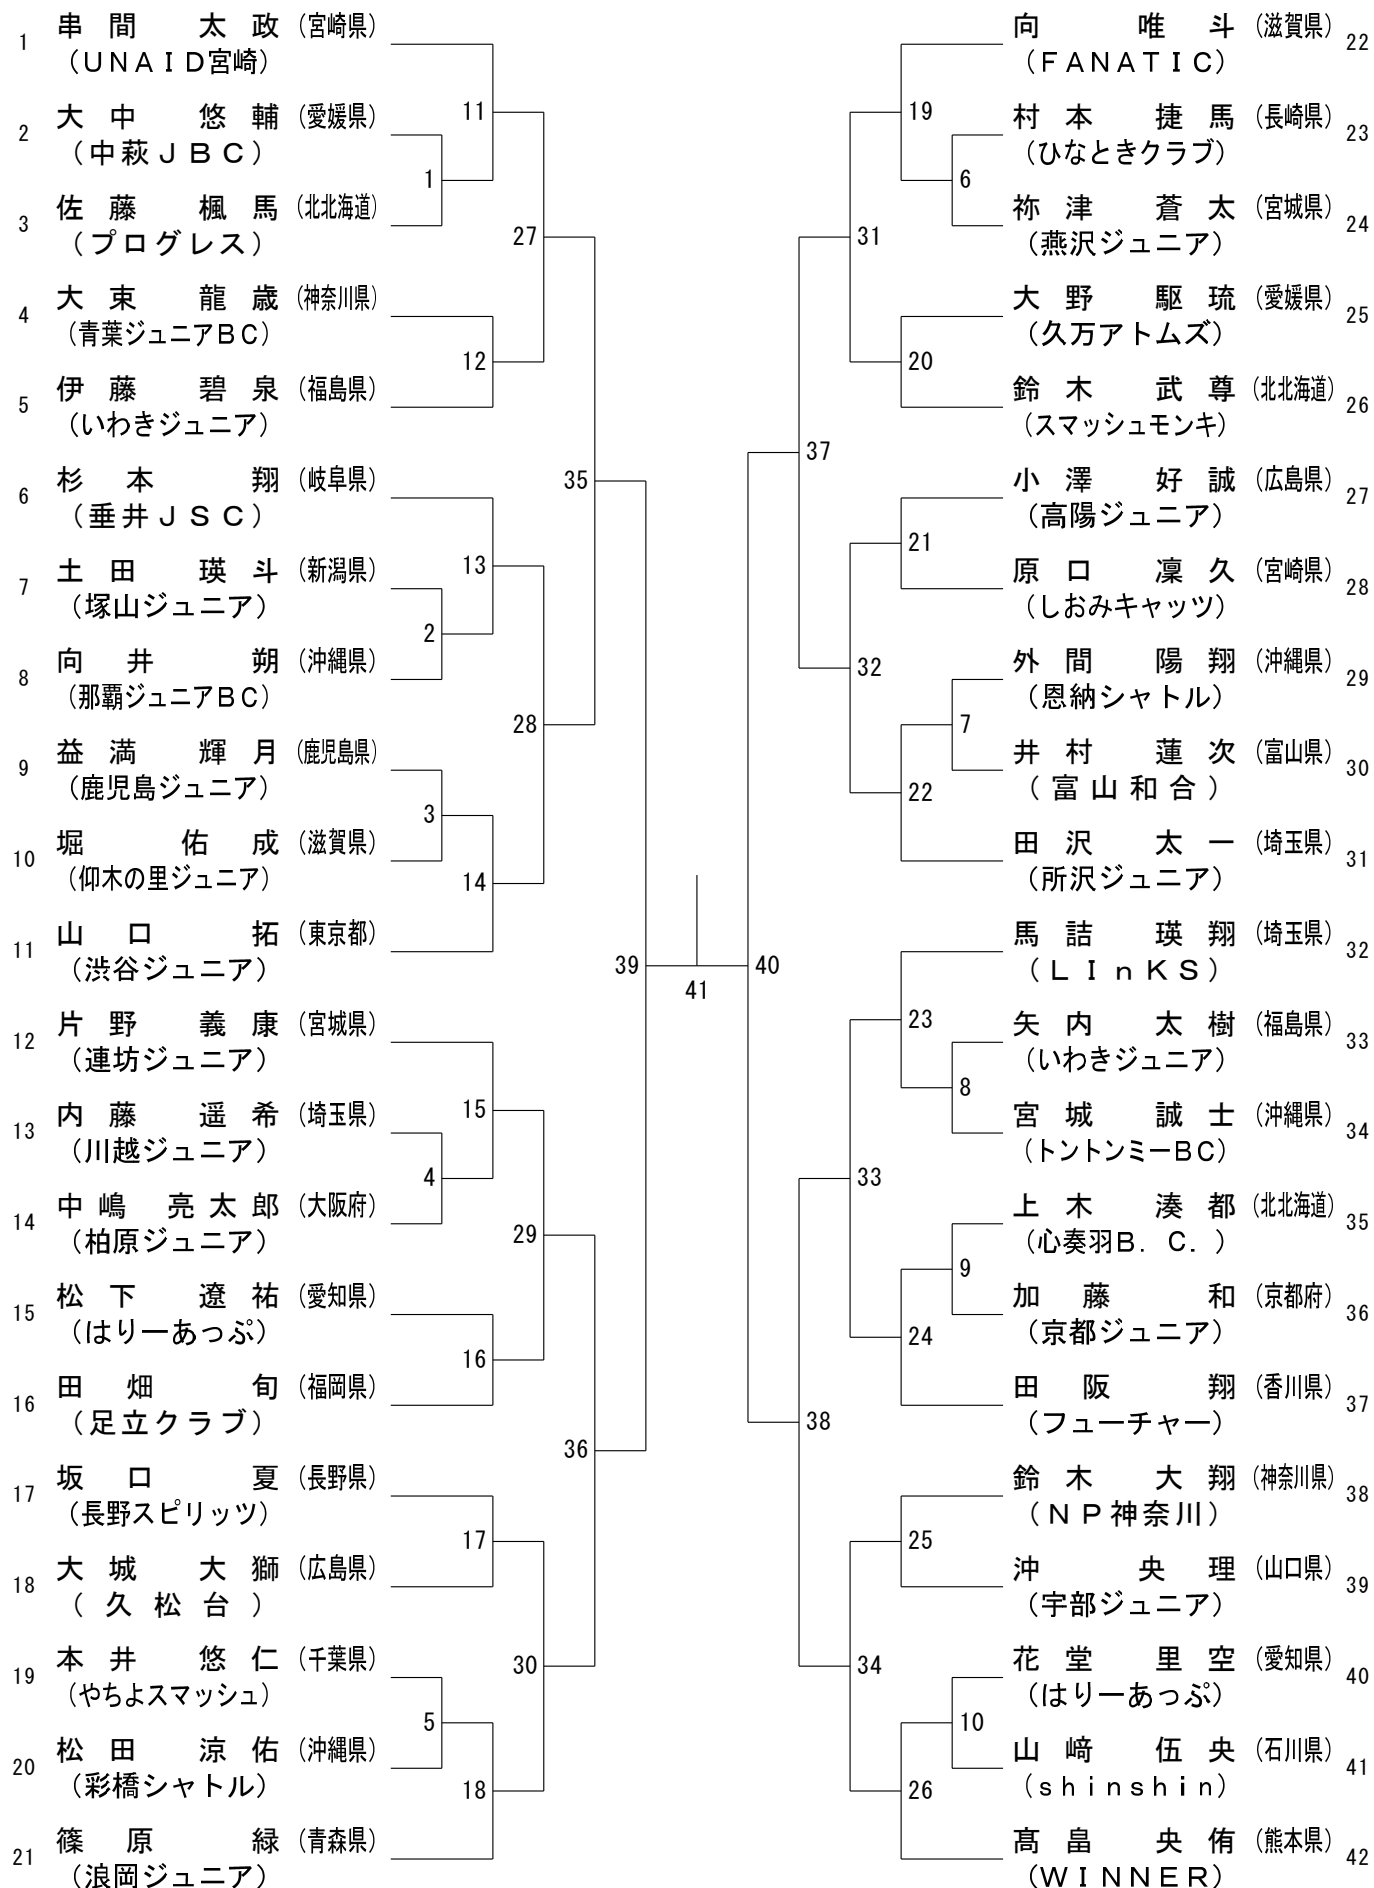 1 串間 太政 (宮崎県)
(ＵＮＡＩＤ宮崎)
2 大中 悠輔 (愛媛県)
(中萩ＪＢＣ)
3 佐藤 楓馬 (北北海道)
(プログレス)
4 大束 龍歳 (神奈川県)
(青葉ジュニアＢＣ)
5 伊藤 碧泉 (福島県)
(いわきジュニア)
6 杉本 翔 (岐阜県)
(垂井ＪＳＣ)
7 土田 瑛斗 (新潟県)
(塚山ジュニア)
8 向井 朔 (沖縄県)
(那覇ジュニアＢＣ)
9 益満 輝月 (鹿児島県)
(鹿児島ジュニア)
10 堀 佑成 (滋賀県)
(仰木の里ジュニア)
11 山口 拓 (東京都)
(渋谷ジュニア)
12 片野 義康 (宮城県)
(連坊ジュニア)
13 内藤 遥希 (埼玉県)
(川越ジュニア)
14 中嶋 亮太郎 (大阪府)
(柏原ジュニア)
15 松下 遼祐 (愛知県)
(はりーあっぷ)
16 田畑 旬 (福岡県)
(足立クラブ)
17 坂口 夏 (長野県)
(長野スピリッツ)
18 大城 大獅 (広島県)
(久松台)
19 本井 悠仁 (千葉県)
(やちよスマッシュ)
20 松田 涼佑 (沖縄県)
(彩橋シャトル)
21 篠原 緑 (青森県)
(浪岡ジュニア)
1
2
3
4
5
11
12
13
14
15
16
17
18
27
28
29
30
35
36
39
41
40
37
38
31
32
33
34
19
20
21
22
23
24
25
26
6
7
8
9
10
向 唯斗 (滋賀県) 22
(ＦＡＮＡＴＩＣ)
村本 捷馬 (長崎県) 23
(ひなときクラブ)
祢津 蒼太 (宮城県) 24
(燕沢ジュニア)
大野 駆琉 (愛媛県) 25
(久万アトムズ)
鈴木 武尊 (北北海道) 26
(スマッシュモンキ)
小澤 好誠 (広島県) 27
(高陽ジュニア)
原口 凜久 (宮崎県) 28
(しおみキャッツ)
外間 陽翔 (沖縄県) 29
(恩納シャトル)
井村 蓮次 (富山県) 30
(富山和合)
田沢 太一 (埼玉県) 31
(所沢ジュニア)
馬詰 瑛翔 (埼玉県) 32
(ＬＩｎＫＳ)
矢内 太樹 (福島県) 33
(いわきジュニア)
宮城 誠士 (沖縄県) 34
(トントンミーＢＣ)
上木 湊都 (北北海道) 35
(心奏羽Ｂ．Ｃ．)
加藤 和 (京都府) 36
(京都ジュニア)
田阪 翔 (香川県) 37
(フューチャー)
鈴木 大翔 (神奈川県) 38
(ＮＰ神奈川)
沖 央理 (山口県) 39
(宇部ジュニア)
花堂 里空 (愛知県) 40
(はりーあっぷ)
山﨑 伍央 (石川県) 41
(ｓｈｉｎｓｈｉｎ)
髙畠 央侑 (熊本県) 42
(ＷＩＮＮＥＲ)